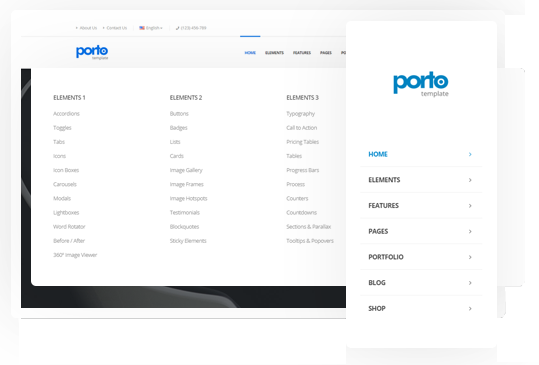 About Us Contact Us English (123) 456-789
porto
template
HOME ELEMENTS FEATURES PAGES
ELEMENTS 1
Accordions
Toggles
Tabs
Icons
Icon Boxes
Carousels
Modals
Lightboxes
Word Rotator
Before / After
360º Image Viewer
ELEMENTS 2
Buttons
Badges
Lists
Cards
Image Gallery
Image Frames
Image Hotspots
Testimonials
Blockquotes
Sticky Elements
ELEMENTS 3
Typography
Call to Action
Pricing Tables
Tables
Progress Bars
Process
Counters
Countdowns
Sections & Parallax
Tooltips & Popovers
porto
template
HOME
ELEMENTS
FEATURES
PAGES
PORTFOLIO
BLOG
SHOP